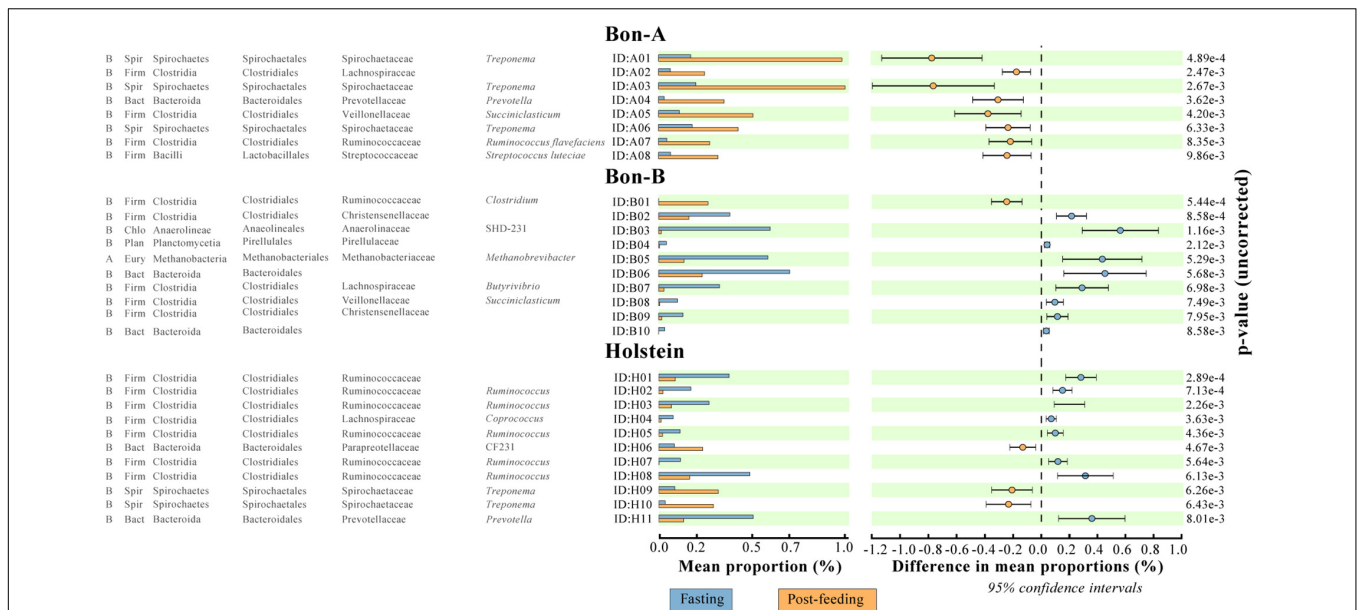 Bon-A
B Spir Spirochaetes Spirochaetales Spirochaetaceae Treponema ID:A01 4.89e-4
B Firm Clostridia Clostridiales Lachnospiraceae ID:A02 2.47e-3
B Spir Spirochaetes Spirochaetales Spirochaetaceae Treponema ID:A03 2.67e-3
B Bact Bacteroida Bacteroidales Prevotellaceae Prevotella ID:A04 3.62e-3
B Firm Clostridia Clostridiales Veillonellaceae Succiniclasticum ID:A05 4.20e-3
B Spir Spirochaetes Spirochaetales Spirochaetaceae Treponema ID:A06 6.33e-3
B Firm Clostridia Clostridiales Ruminococcaceae Ruminococcus flavefaciens ID:A07 8.35e-3
B Firm Bacilli Lactobacillales Streptococcaceae Streptococcus luteciae ID:A08 9.86e-3
Bon-B
B Firm Clostridia Clostridiales Ruminococcaceae Clostridium ID:B01 5.44e-4
B Firm Clostridia Clostridiales Christensenellaceae ID:B02 8.58e-4
B Chlo Anaerolineae Anaeolineales Anaerolinaceae SHD-231 ID:B03 1.16e-3
B Plan Planctomycetia Pirellulales Pirellulaceae ID:B04 2.12e-3
A Eury Methanobacteria Methanobacteriales Methanobacteriaceae Methanobrevibacter ID:B05 5.29e-3
B Bact Bacteroida Bacteroidales ID:B06 5.68e-3
B Firm Clostridia Clostridiales Lachnospiraceae Butyrivibrio ID:B07 6.98e-3
B Firm Clostridia Clostridiales Veillonellaceae Succiniclasticum ID:B08 7.49e-3
B Firm Clostridia Clostridiales Christensenellaceae ID:B09 7.95e-3
B Bact Bacteroida Bacteroidales ID:B10 8.58e-3
p-value (uncorrected)
Holstein
B Firm Clostridia Clostridiales Ruminococcaceae ID:H01 2.89e-4
B Firm Clostridia Clostridiales Ruminococcaceae Ruminococcus ID:H02 7.13e-4
B Firm Clostridia Clostridiales Ruminococcaceae Ruminococcus ID:H03 2.26e-3
B Firm Clostridia Clostridiales Lachnospiraceae Coprococcus ID:H04 3.63e-3
B Firm Clostridia Clostridiales Ruminococcaceae Ruminococcus ID:H05 4.36e-3
B Bact Bacteroida Bacteroidales Parapreotellaceae CF231 ID:H06 4.67e-3
B Firm Clostridia Clostridiales Ruminococcaceae Ruminococcus ID:H07 5.64e-3
B Firm Clostridia Clostridiales Ruminococcaceae Ruminococcus ID:H08 6.13e-3
B Spir Spirochaetes Spirochaetales Spirochaetaceae Treponema ID:H09 6.26e-3
B Spir Spirochaetes Spirochaetales Spirochaetaceae Treponema ID:H10 6.43e-3
B Bact Bacteroida Bacteroidales Prevotellaceae Prevotella ID:H11 8.01e-3
0.0 0.2 0.5 0.7 1.0 -1.2 -1.0 -0.8 -0.6 -0.4 -0.2 0.0 0.2 0.4 0.6 0.8 1.0
Mean proportion (%) Difference in mean proportions (%)
95% confidence intervals
Fasting Post-feeding